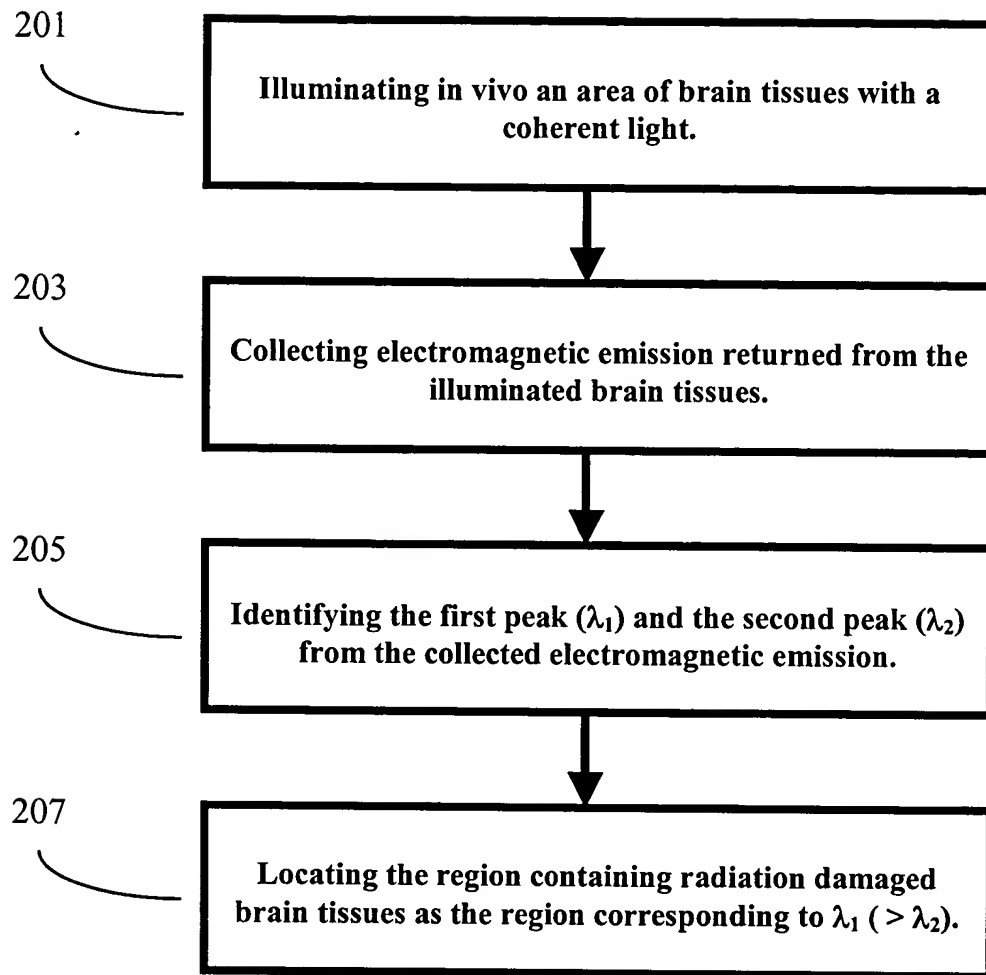 201
Illuminating in vivo an area of brain tissues with a
coherent light.
203
Collecting electromagnetic emission returned from the
illuminated brain tissues.
205
Identifying the first peak (λ₁) and the second peak (λ₂)
from the collected electromagnetic emission.
207
Locating the region containing radiation damaged
brain tissues as the region corresponding to λ₁ ( > λ₂).